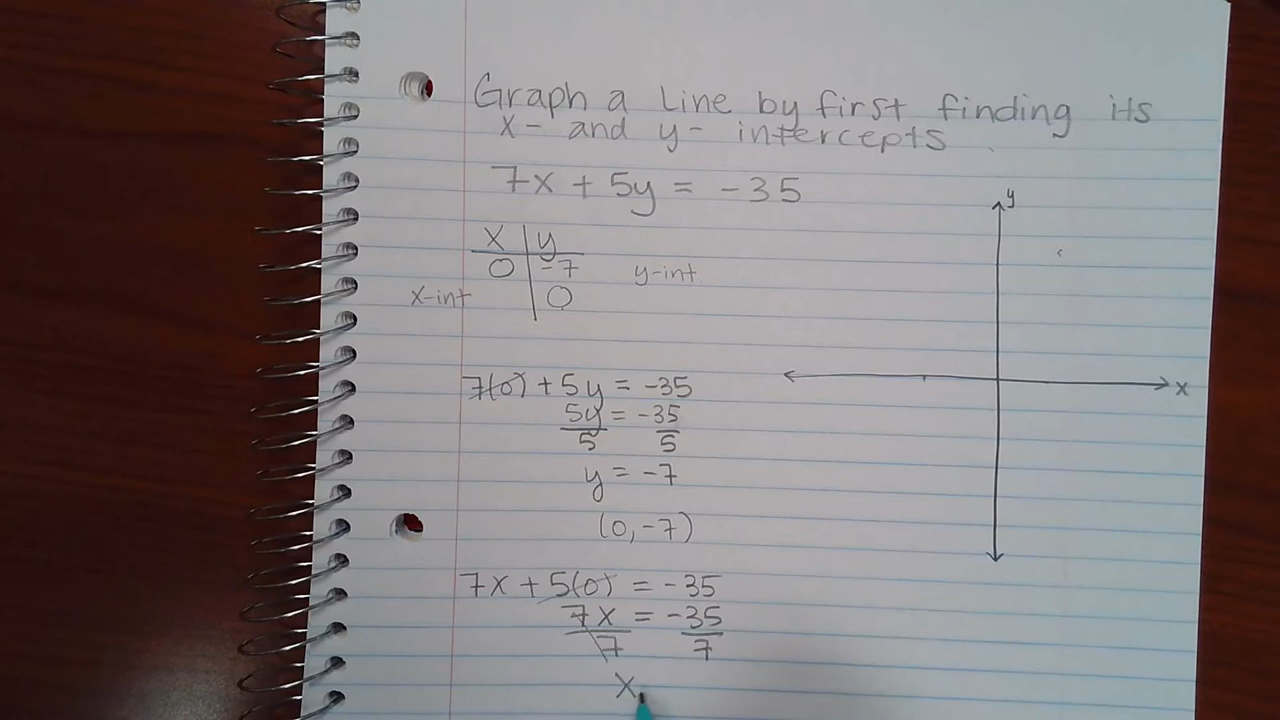 Graph a Line by first finding its
x- and y- intercepts
7x + 5y = -35
x y
0 -7 y-int
x-int 0
7(0) + 5y = -35
5y = -35
5 5
y = -7
(0, -7)
7x + 5(0) = -35
7x = -35
7 7
x
y
x